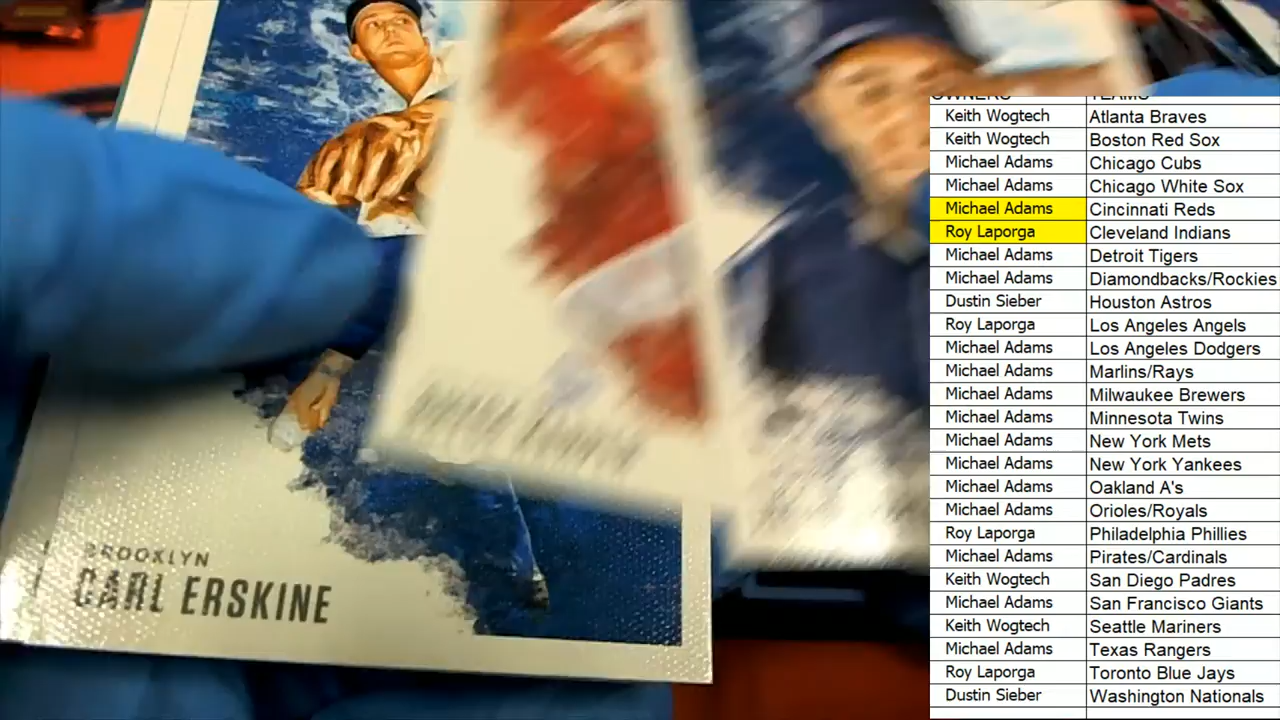 BROOKLYN
CARL ERSKINE
OWNERS TEAMS
Keith Wogtech Atlanta Braves
Keith Wogtech Boston Red Sox
Michael Adams Chicago Cubs
Michael Adams Chicago White Sox
Michael Adams Cincinnati Reds
Roy Laporga Cleveland Indians
Michael Adams Detroit Tigers
Michael Adams Diamondbacks/Rockies
Dustin Sieber Houston Astros
Roy Laporga Los Angeles Angels
Michael Adams Los Angeles Dodgers
Michael Adams Marlins/Rays
Michael Adams Milwaukee Brewers
Michael Adams Minnesota Twins
Michael Adams New York Mets
Michael Adams New York Yankees
Michael Adams Oakland A's
Michael Adams Orioles/Royals
Roy Laporga Philadelphia Phillies
Michael Adams Pirates/Cardinals
Keith Wogtech San Diego Padres
Michael Adams San Francisco Giants
Keith Wogtech Seattle Mariners
Michael Adams Texas Rangers
Roy Laporga Toronto Blue Jays
Dustin Sieber Washington Nationals